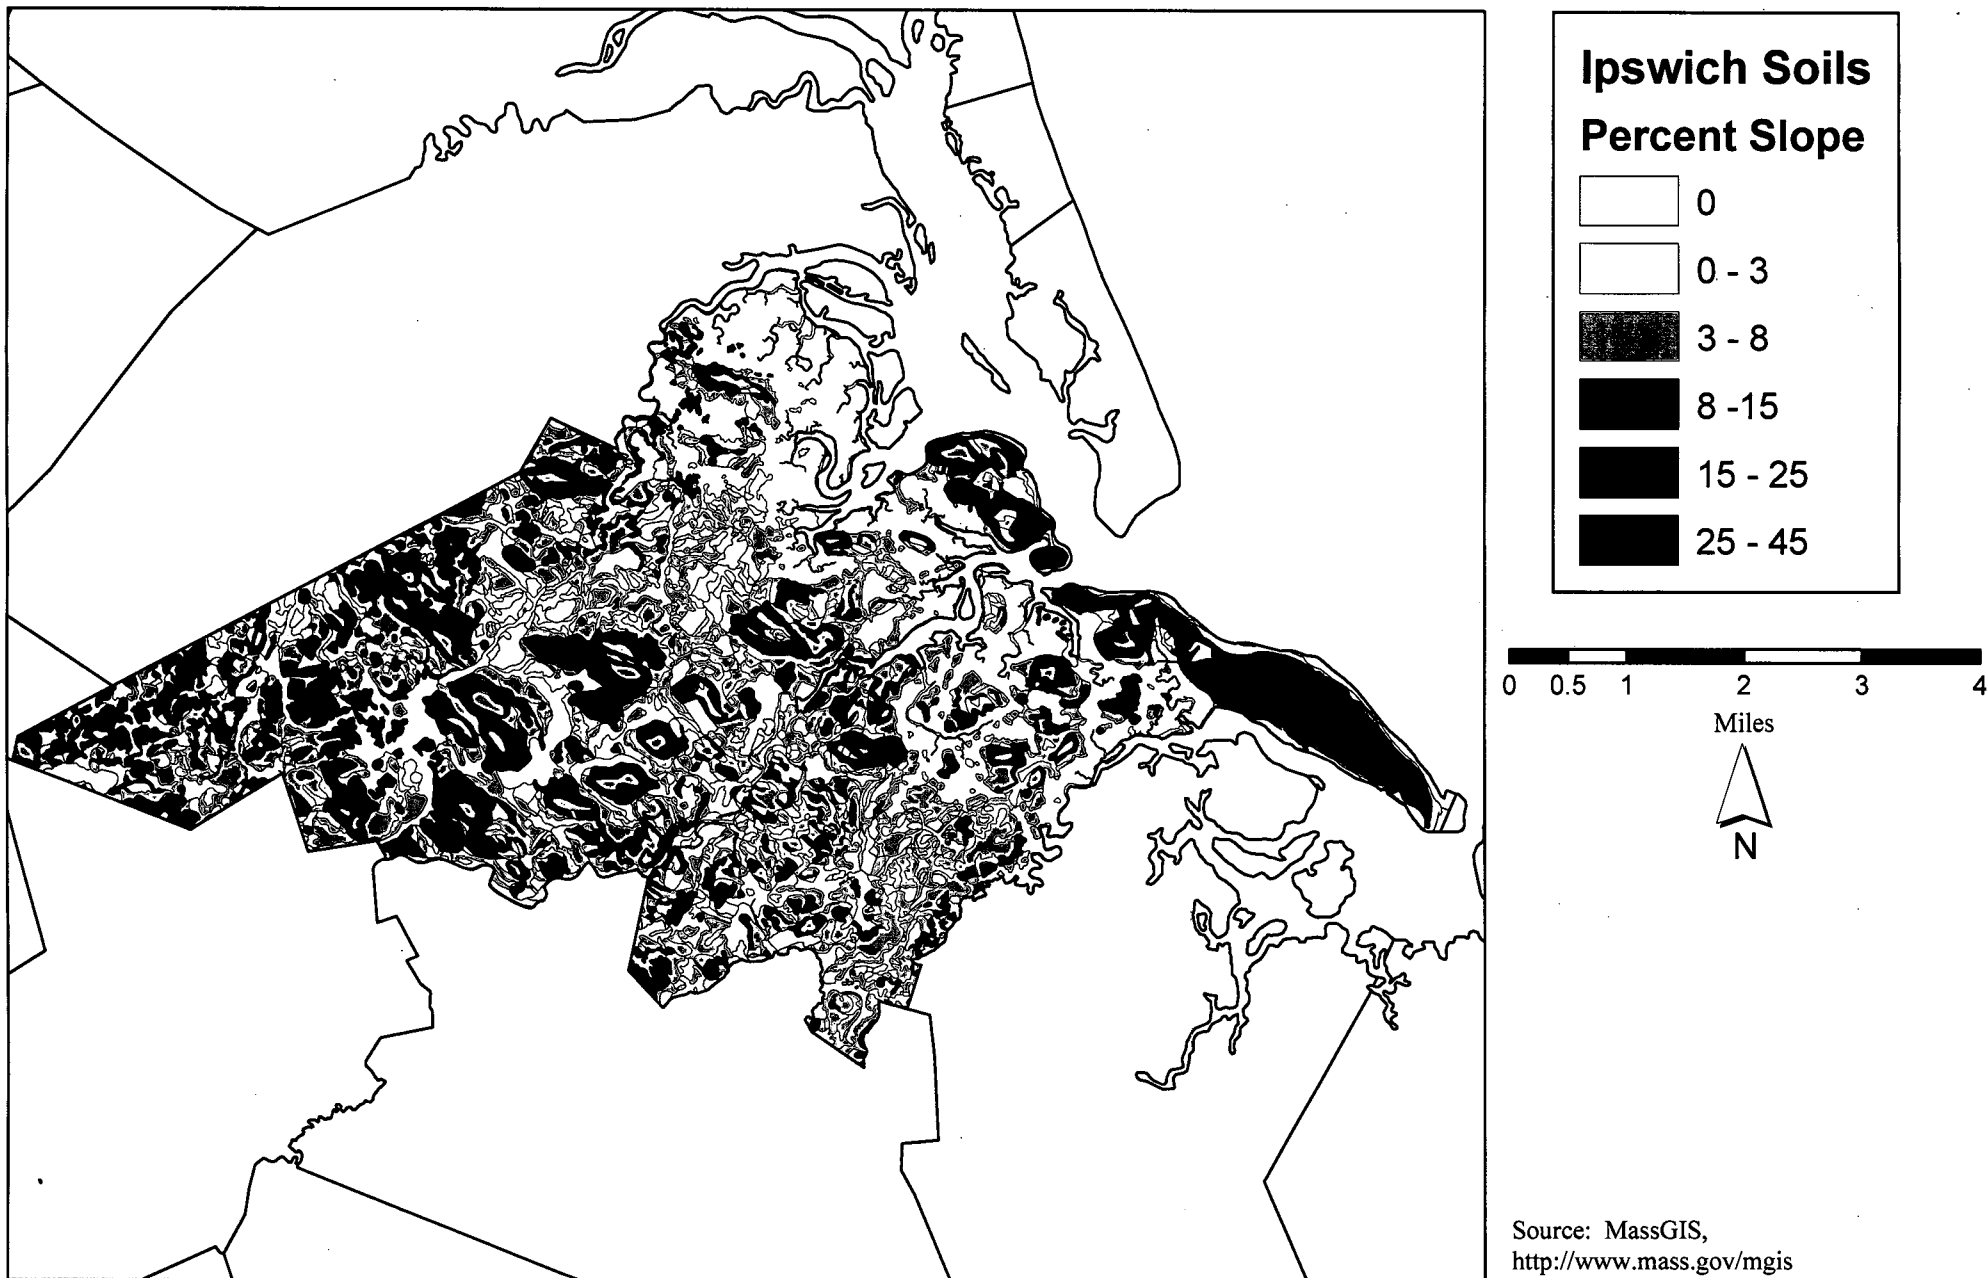 Ipswich Soils
Percent Slope
0
0 - 3
3 - 8
8 -15
15 - 25
25 - 45
0 0.5 1 2 3 4
Miles
N
Source: MassGIS,
http://www.mass.gov/mgis